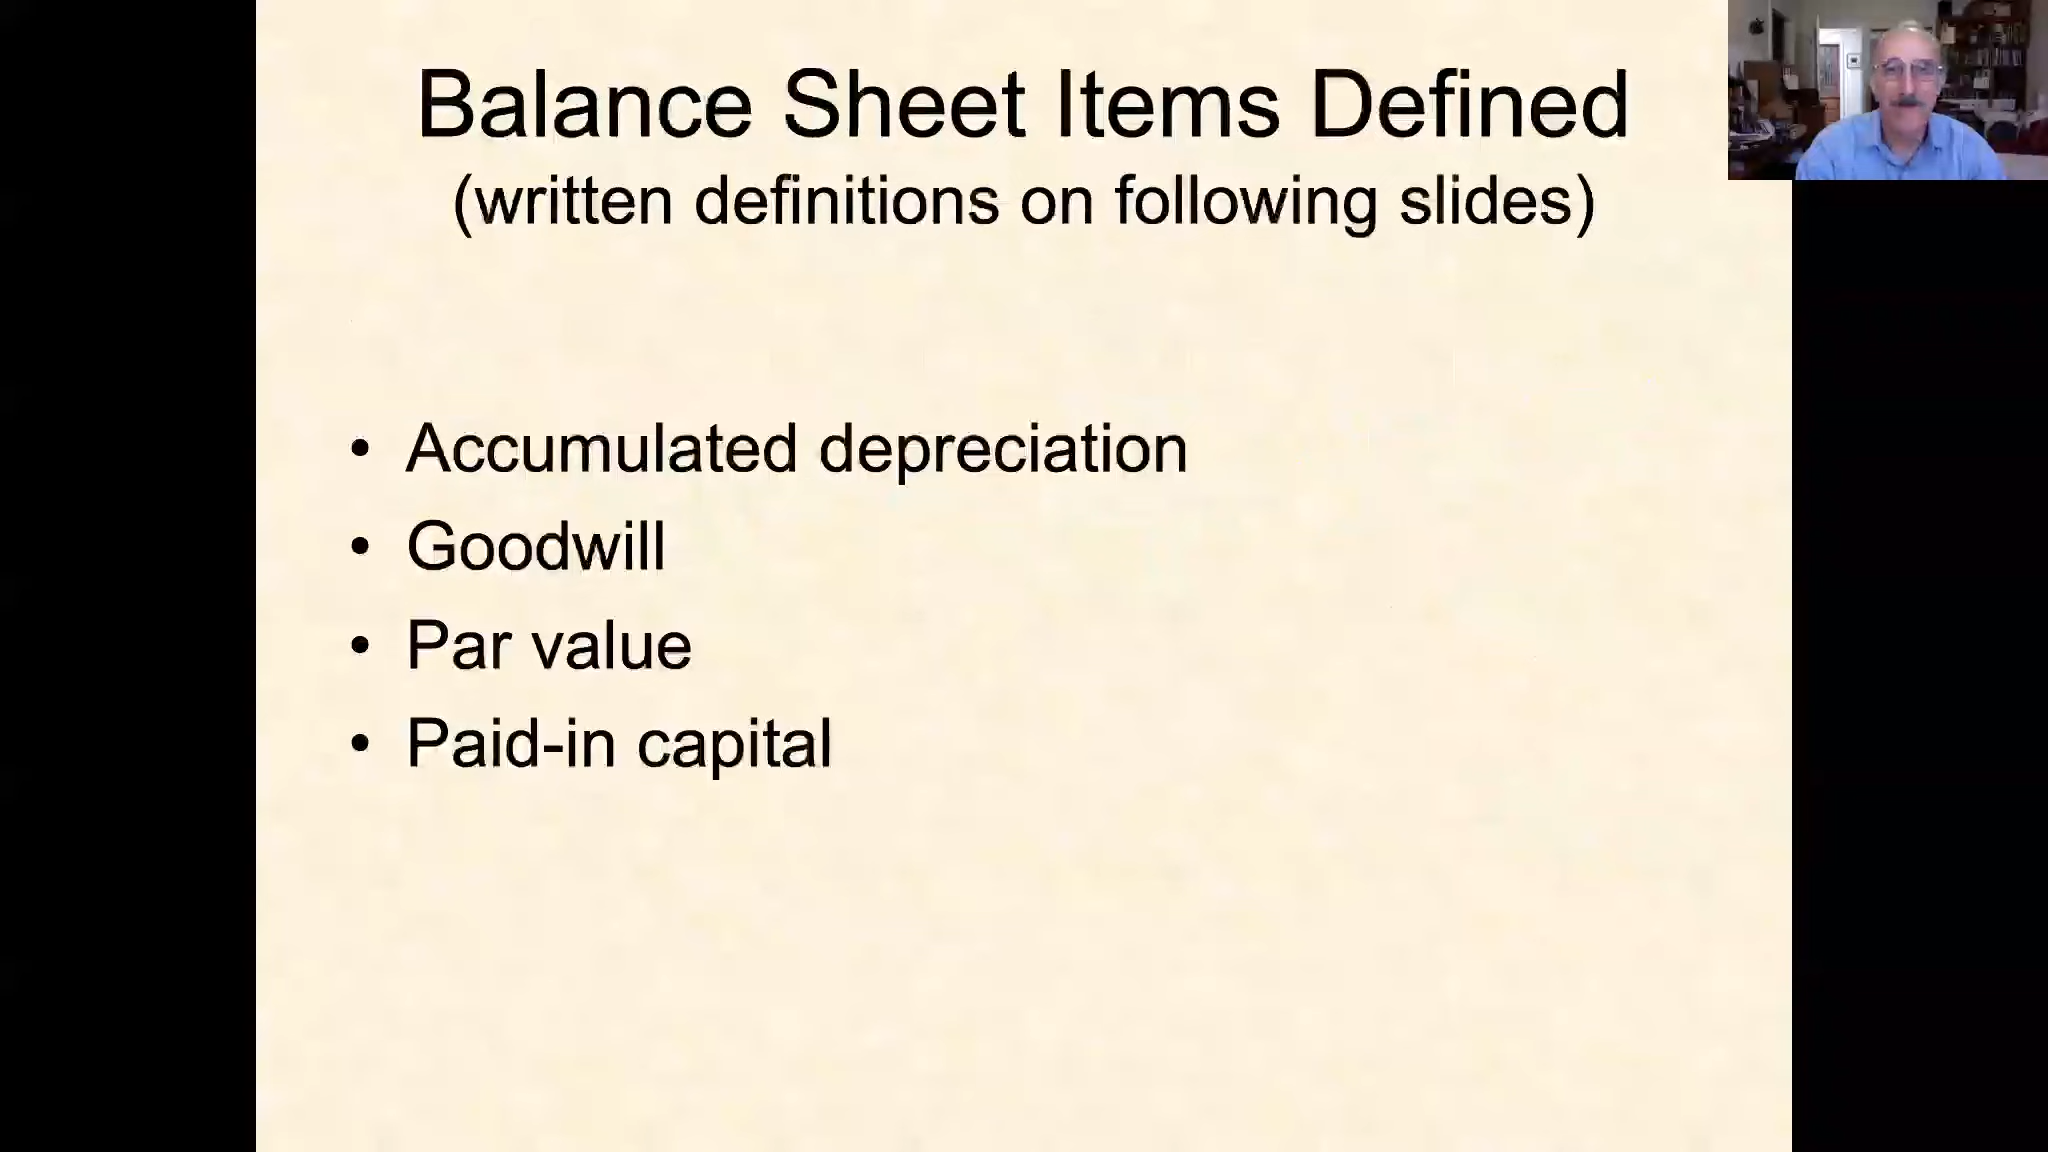 Balance Sheet Items Defined
(written definitions on following slides)
• Accumulated depreciation
• Goodwill
• Par value
• Paid-in capital